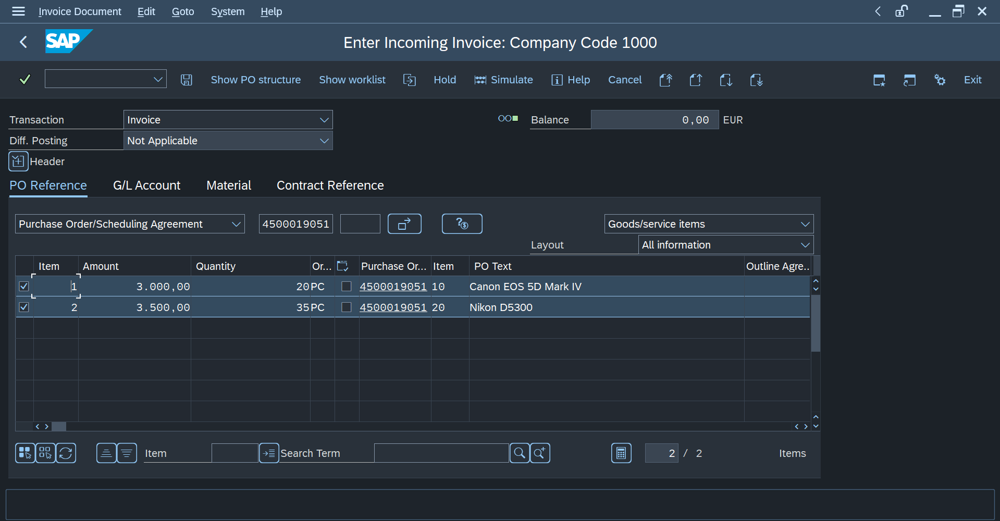 Invoice Document Edit Goto System Help
SAP Enter Incoming Invoice: Company Code 1000
Show PO structure Show worklist Hold Simulate Help Cancel Exit
Transaction Invoice Balance 0,00 EUR
Diff. Posting Not Applicable
Header
PO Reference G/L Account Material Contract Reference
Purchase Order/Scheduling Agreement 4500019051 Goods/service items
Layout All information
Item Amount Quantity Or... Purchase Or... Item PO Text Outline Agre..
1 3.000,00 20 PC 4500019051 10 Canon EOS 5D Mark IV
2 3.500,00 35 PC 4500019051 20 Nikon D5300
Item Search Term 2 / 2 Items